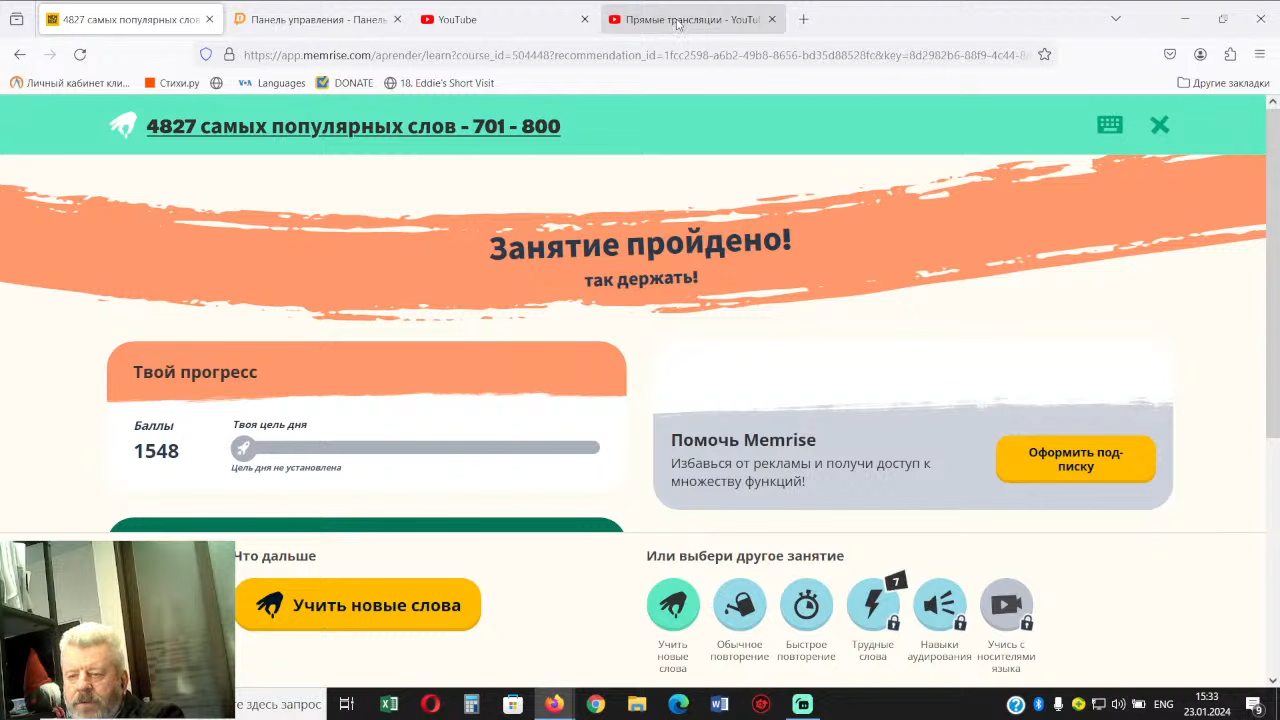 4827 самых популярных слов
Панель управления - Панель
YouTube
Прямые трансляции - YouTu
https://app.memrise.com/aprender/learn?course_id=504448?recommendation_id=1fcc2598-a6b2-49b8-8656-bd35d88528fc&key=8d2982b6-88f9-4c44-88
Личный кабинет кли...
Стихи.ру
VOA
Languages
DONATE
18. Eddie's Short Visit
Другие закладки
4827 самых популярных слов - 701 - 800
Занятие пройдено!
так держать!
Твой прогресс
Баллы
1548
Твоя цель дня
Цель дня не установлена
Помочь Memrise
Избавься от рекламы и получи доступ к
множеству функций!
Оформить под-
писку
Что дальше
Учить новые слова
Или выбери другое занятие
7
Учить
новые
слова
Обычное
повторение
Быстрое
повторение
Трудные
слова
Навыки
аудирования
Учись с
носителями
языка
те здесь запрос
ENG
15:33
23.01.2024
9